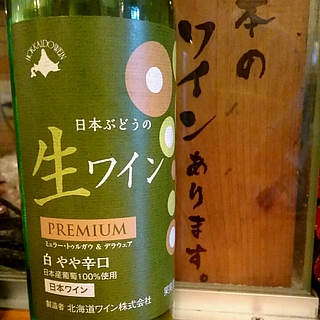 HOKKAIDO WINE
日本ぶどうの
生ワイン
PREMIUM
ミュラー・トゥルガウ & デラウェア
白 やや辛口
日本産葡萄100%使用
日本ワイン
製造者 北海道ワイン株式会社
本の
ワイン
あります。